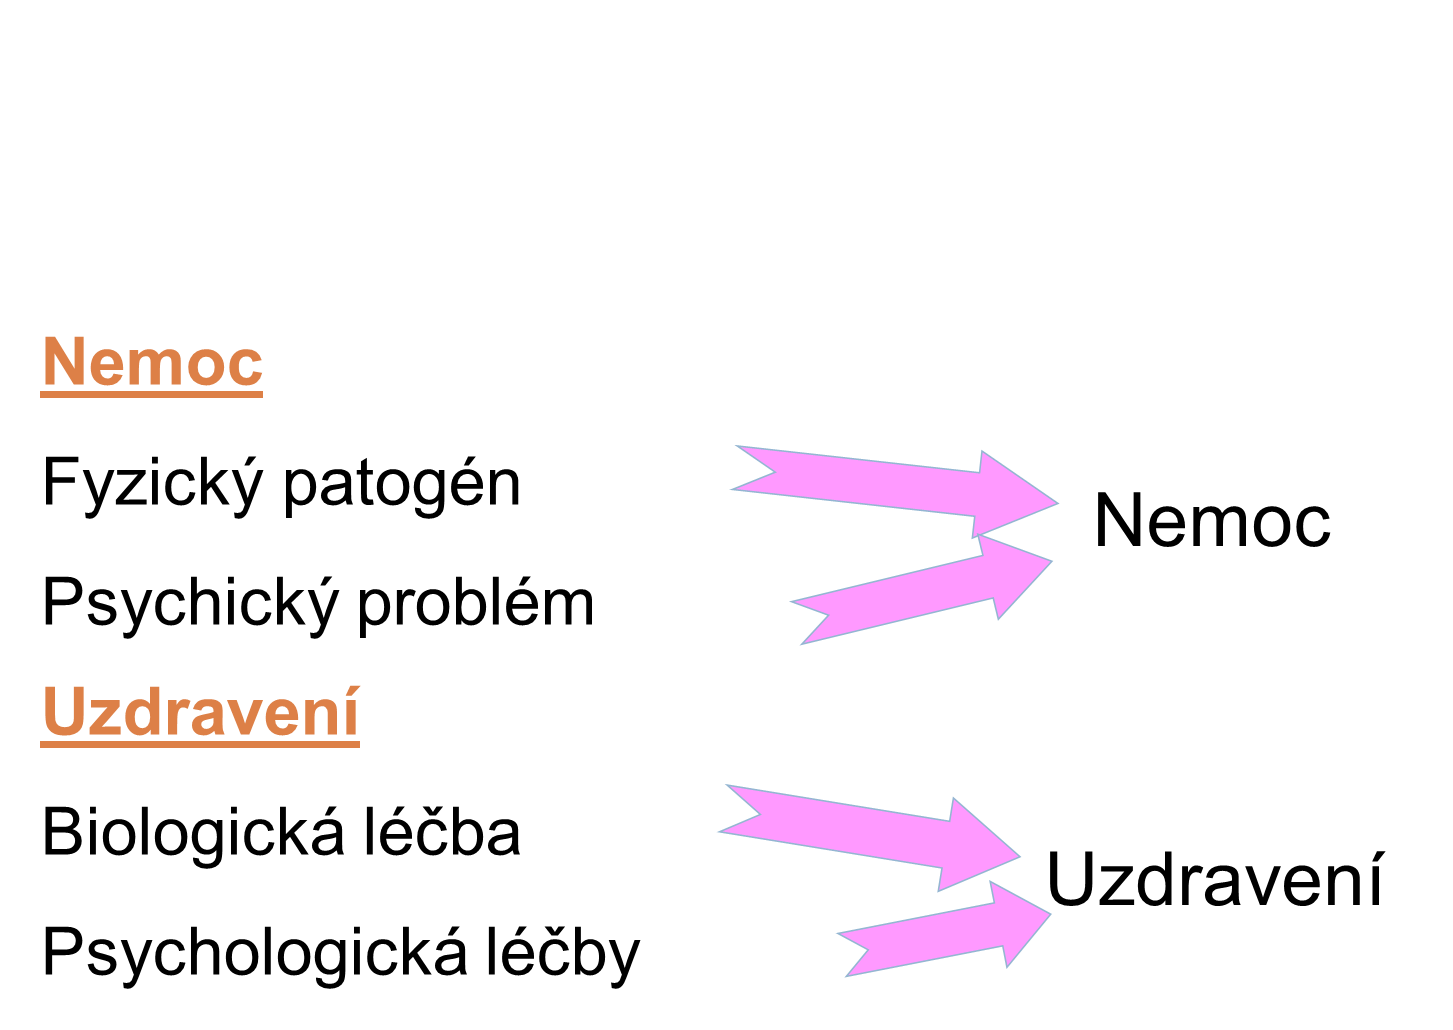 Nemoc
Fyzický patogén
Nemoc
Psychický problém
Uzdravení
Biologická léčba
Uzdravení
Psychologická léčby